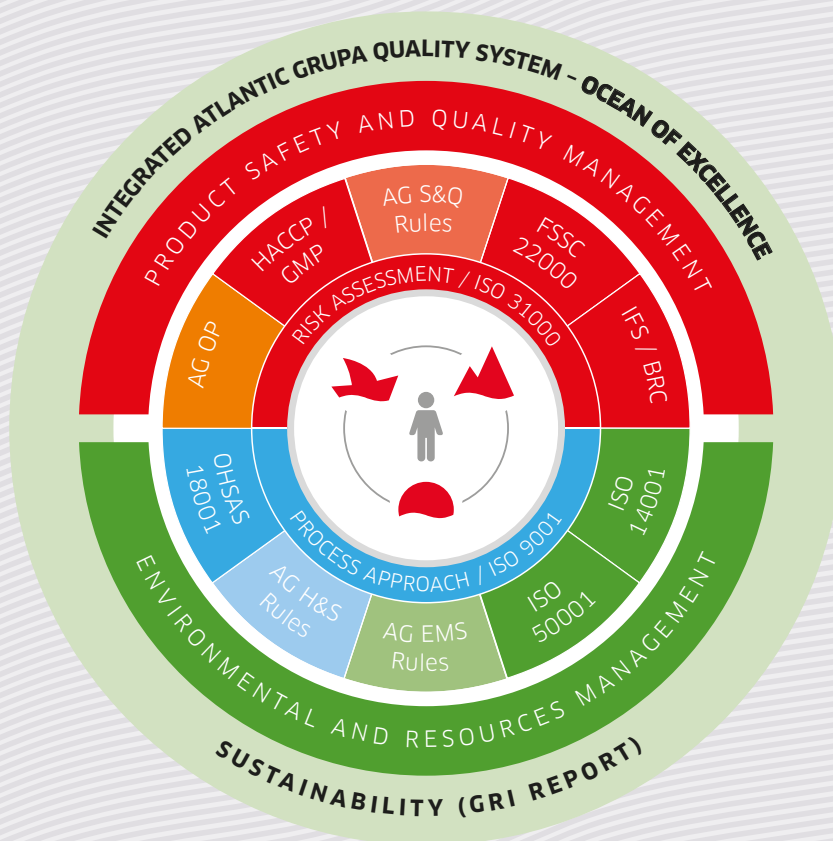 INTEGRATED ATLANTIC GRUPA QUALITY SYSTEM – OCEAN OF EXCELLENCE
PRODUCT SAFETY AND QUALITY MANAGEMENT
AG OP
HACCP /
GMP
AG S&Q
Rules
FSSC
22000
IFS / BRC
RISK ASSESSMENT / ISO 31000
PROCESS APPROACH / ISO 9001
OHSAS
18001
AG H&S
Rules
AG EMS
Rules
ISO
50001
ISO
14001
ENVIRONMENTAL AND RESOURCES MANAGEMENT
SUSTAINABILITY (GRI REPORT)